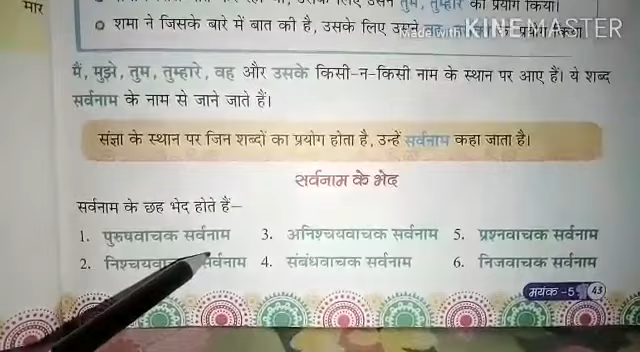 मार
तुम, तुम्हारे का प्रयोग किया।
शमा ने जिसके बारे में बात की है, उसके लिए उसने
Made with KINEMASTER
मैं, मुझे, तुम, तुम्हारे, वह और उसके किसी-न-किसी नाम के स्थान पर आए हैं। ये शब्द
सर्वनाम के नाम से जाने जाते हैं।
संज्ञा के स्थान पर जिन शब्दों का प्रयोग होता है, उन्हें सर्वनाम कहा जाता है।
सर्वनाम के भेद
सर्वनाम के छह भेद होते हैं—
1. पुरुषवाचक सर्वनाम 3. अनिश्चयवाचक सर्वनाम 5. प्रश्नवाचक सर्वनाम
2. निश्चयवाचक सर्वनाम 4. संबंधवाचक सर्वनाम 6. निजवाचक सर्वनाम
मयंक -5 43